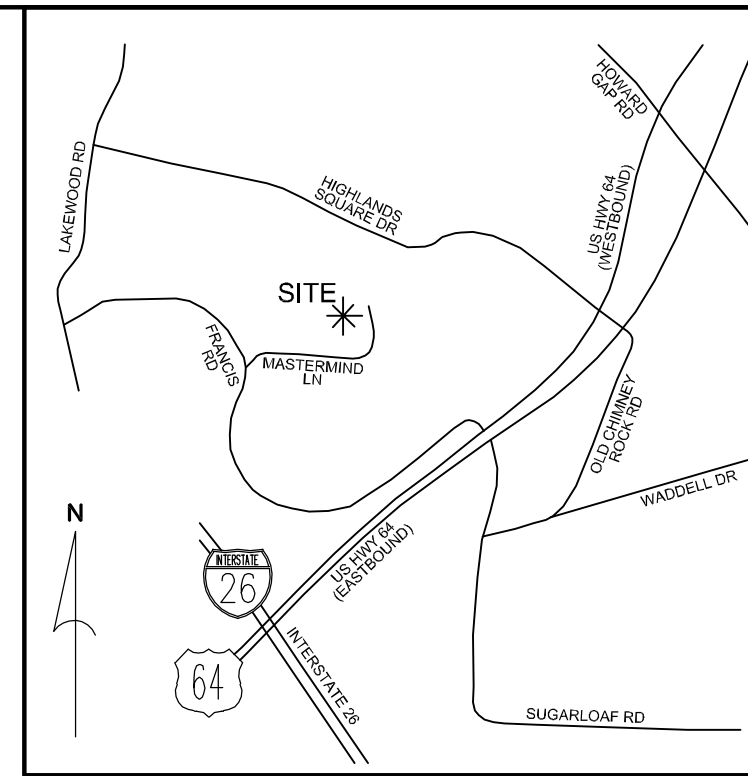 HOWARD
GAP RD
LAKEWOOD RD
HIGHLANDS
SQUARE DR
US HWY 64
(WESTBOUND)
SITE
FRANCIS
RD
MASTERMIND
LN
OLD CHIMNEY
ROCK RD
WADDELL DR
N
US HWY 64
(EASTBOUND)
INTERSTATE
26
INTERSTATE 26
64
SUGARLOAF RD